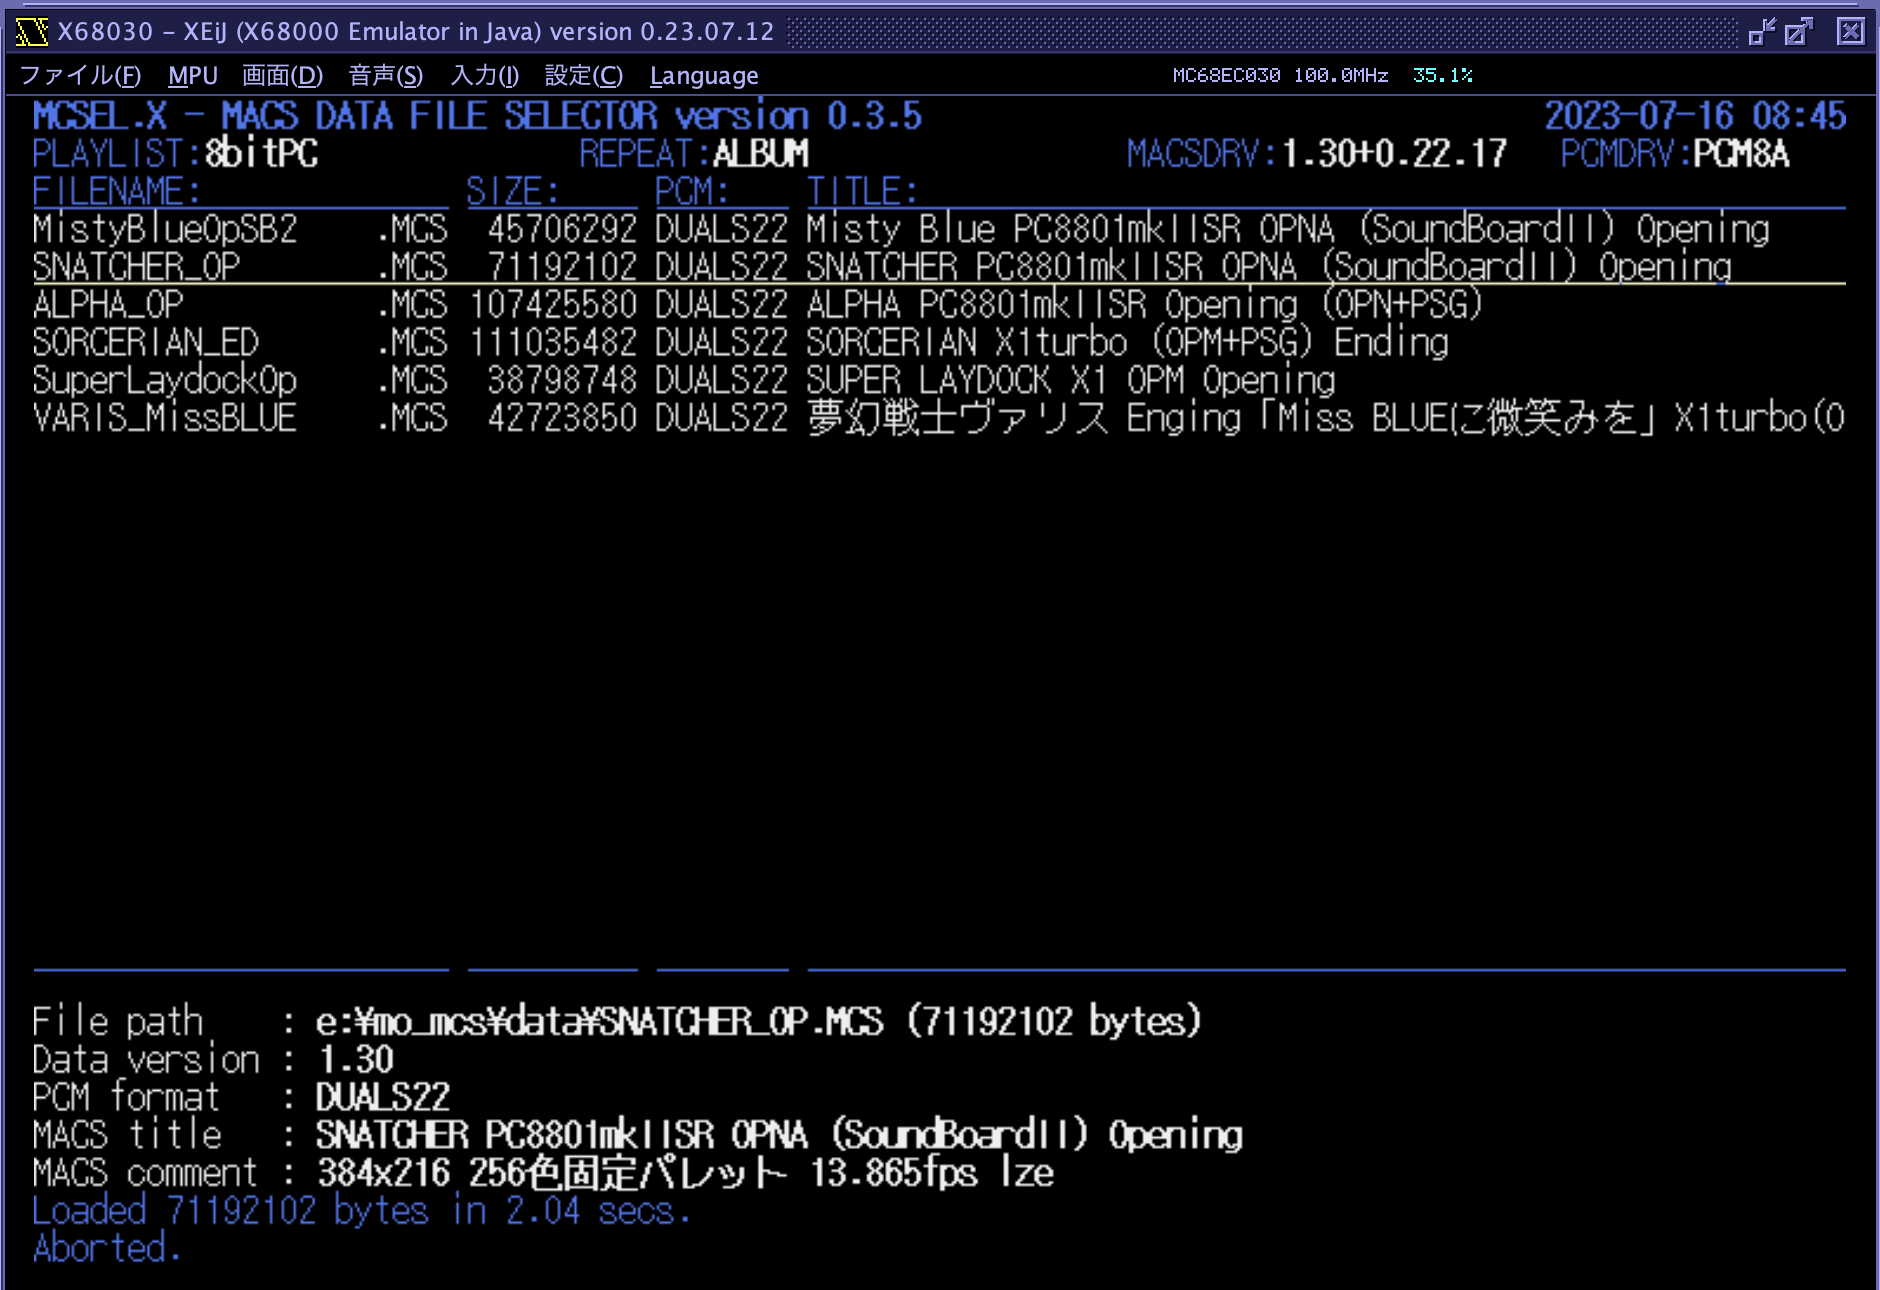 X68030 - XEiJ (X68000 Emulator in Java) version 0.23.07.12
ファイル(F) MPU 画面(D) 音声(S) 入力(I) 設定(C) Language MC68EC030 100.0MHz 35.1%
MCSEL.X - MACS DATA FILE SELECTOR version 0.3.5 2023-07-16 08:45
PLAYLIST:8bitPC REPEAT:ALBUM MACSDRV:1.30+0.22.17 PCMDRV:PCM8A
FILENAME: SIZE: PCM: TITLE:
MistyBlueOpSB2 .MCS 45706292 DUALS22 Misty Blue PC8801mkIISR OPNA (SoundBoardII) Opening
SNATCHER_OP .MCS 71192102 DUALS22 SNATCHER PC8801mkIISR OPNA (SoundBoardII) Opening
ALPHA_OP .MCS 107425580 DUALS22 ALPHA PC8801mkIISR Opening (OPN+PSG)
SORCERIAN_ED .MCS 111035482 DUALS22 SORCERIAN X1turbo (OPM+PSG) Ending
SuperLaydockOp .MCS 38798748 DUALS22 SUPER LAYDOCK X1 OPM Opening
VARIS_MissBLUE .MCS 42723850 DUALS22 夢幻戦士ヴァリス Enging「Miss BLUEに微笑みを」X1turbo(O
File path : e:¥mo_mcs¥data¥SNATCHER_OP.MCS (71192102 bytes)
Data version : 1.30
PCM format : DUALS22
MACS title : SNATCHER PC8801mkIISR OPNA (SoundBoardII) Opening
MACS comment : 384x216 256色固定パレット 13.865fps lze
Loaded 71192102 bytes in 2.04 secs.
Aborted.